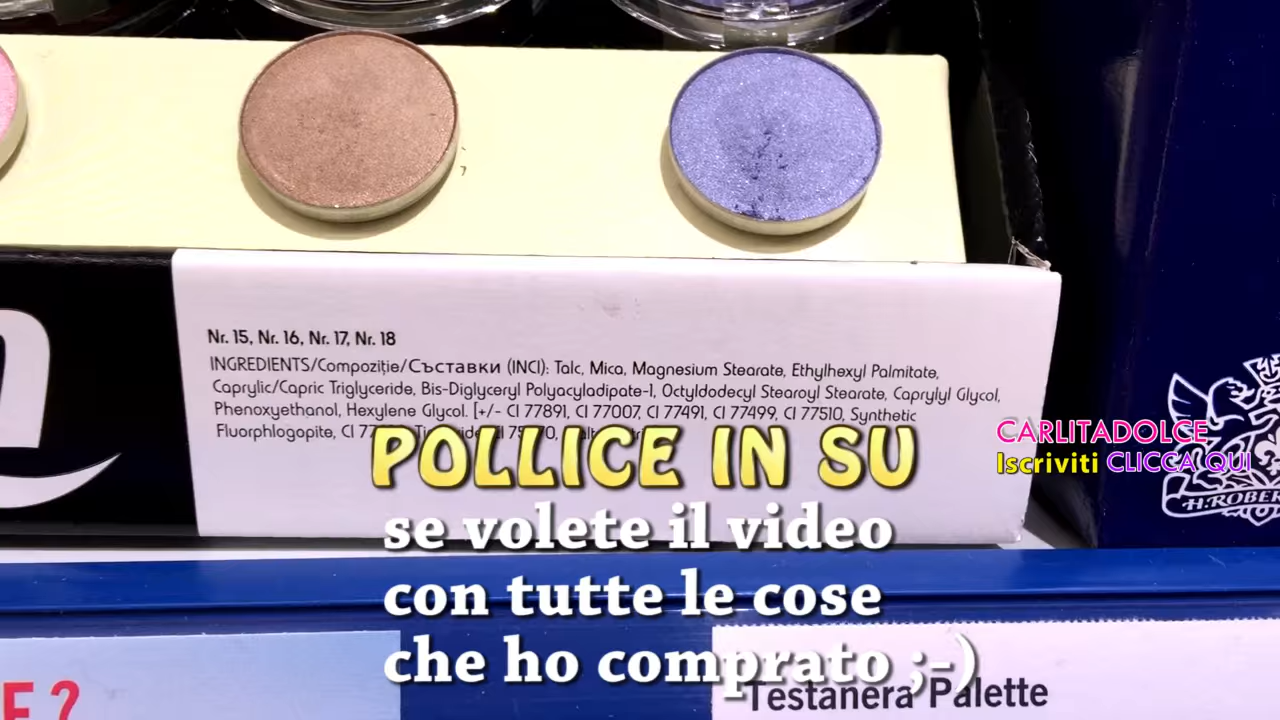 Nr. 15, Nr. 16, Nr. 17, Nr. 18
INGREDIENTS/Compoziție/Съставки (INCI): Talc, Mica, Magnesium Stearate, Ethylhexyl Palmitate,
Caprylic/Capric Triglyceride, Bis-Diglyceryl Polyacyladipate-1, Octyldodecyl Stearoyl Stearate, Caprylyl Glycol,
Phenoxyethanol, Hexylene Glycol. [+/- CI 77891, CI 77007, CI 77491, CI 77499, CI 77510, Synthetic
Fluorphlogopite, CI
POLLICE IN SU
se volete il video
con tutte le cose
che ho comprato ;-)
CARLITADOLCE
Iscriviti CLICCA QUI
Testanera Palette